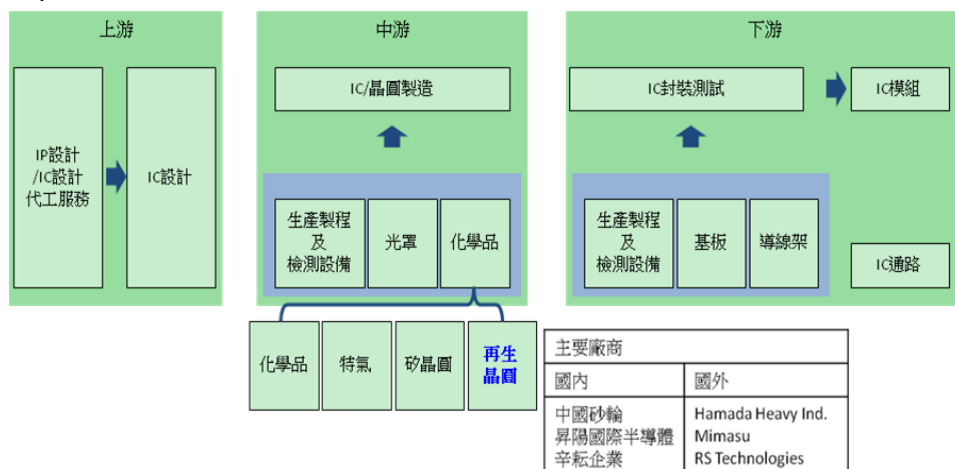 上游
中游
下游
IP設計
/IC設計
代工服務
IC設計
IC/晶圓製造
生產製程
及
檢測設備
光罩
化學品
化學品
特氣
矽晶圓
再生
晶圓
IC封裝測試
IC模組
生產製程
及
檢測設備
基板
導線架
IC通路
主要廠商
國內
國外
中國砂輪
Hamada Heavy Ind.
昇陽國際半導體
Mimasu
辛耘企業
RS Technologies